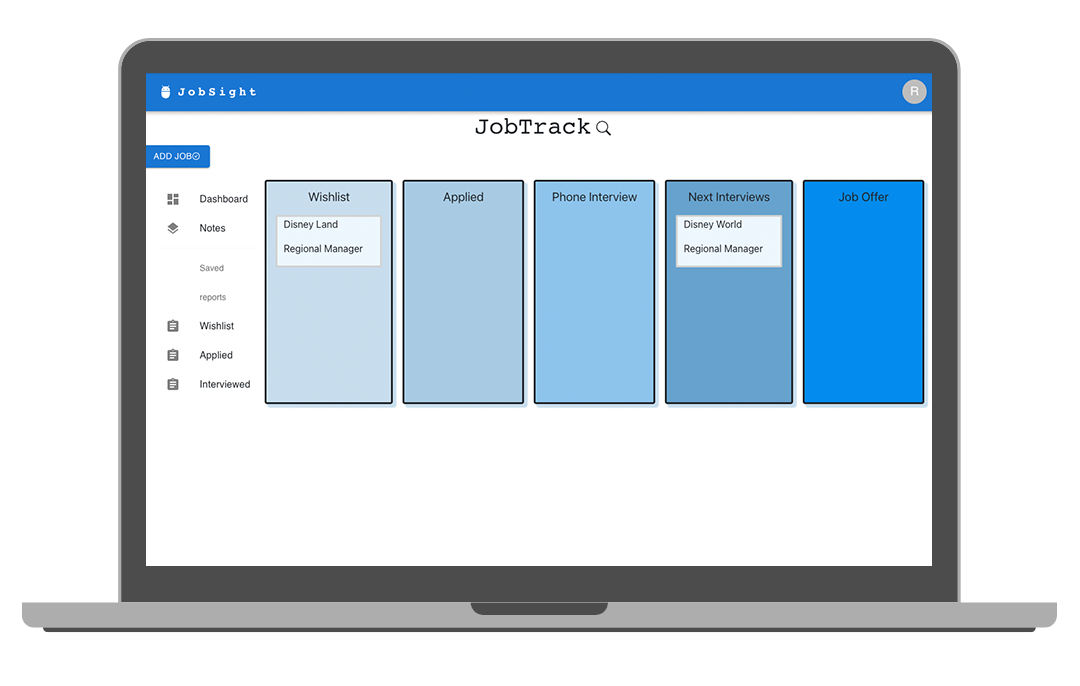 JobSight
R
JobTrack
ADD JOB
Dashboard
Notes
Saved
reports
Wishlist
Applied
Interviewed
Wishlist
Disney Land
Regional Manager
Applied
Phone Interview
Next Interviews
Disney World
Regional Manager
Job Offer